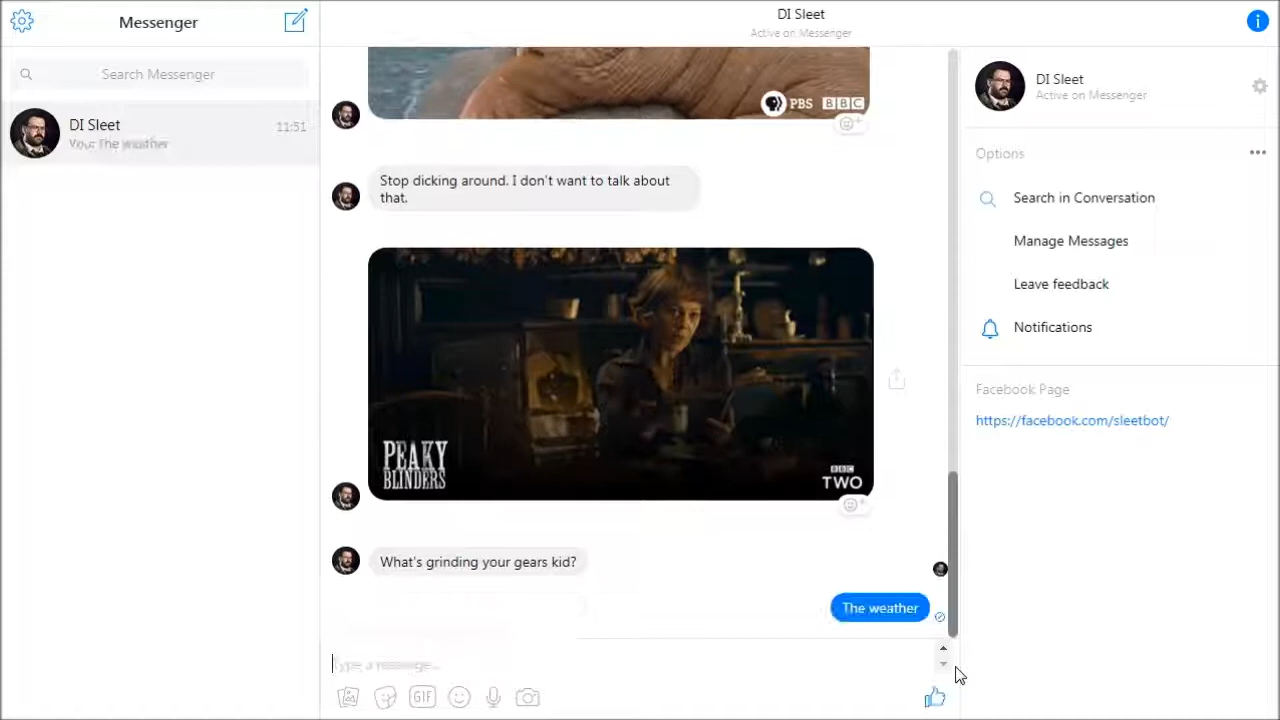 Messenger
Search Messenger
DI Sleet
11:51
The weather
DI Sleet
Active on Messenger
PBS BBC
Stop dicking around. I don't want to talk about
that.
PEAKY
BLINDERS
BBC
TWO
What's grinding your gears kid?
The weather
Type a message...
GIF
DI Sleet
Active on Messenger
Options
Search in Conversation
Manage Messages
Leave feedback
Notifications
Facebook Page
https://facebook.com/sleetbot/